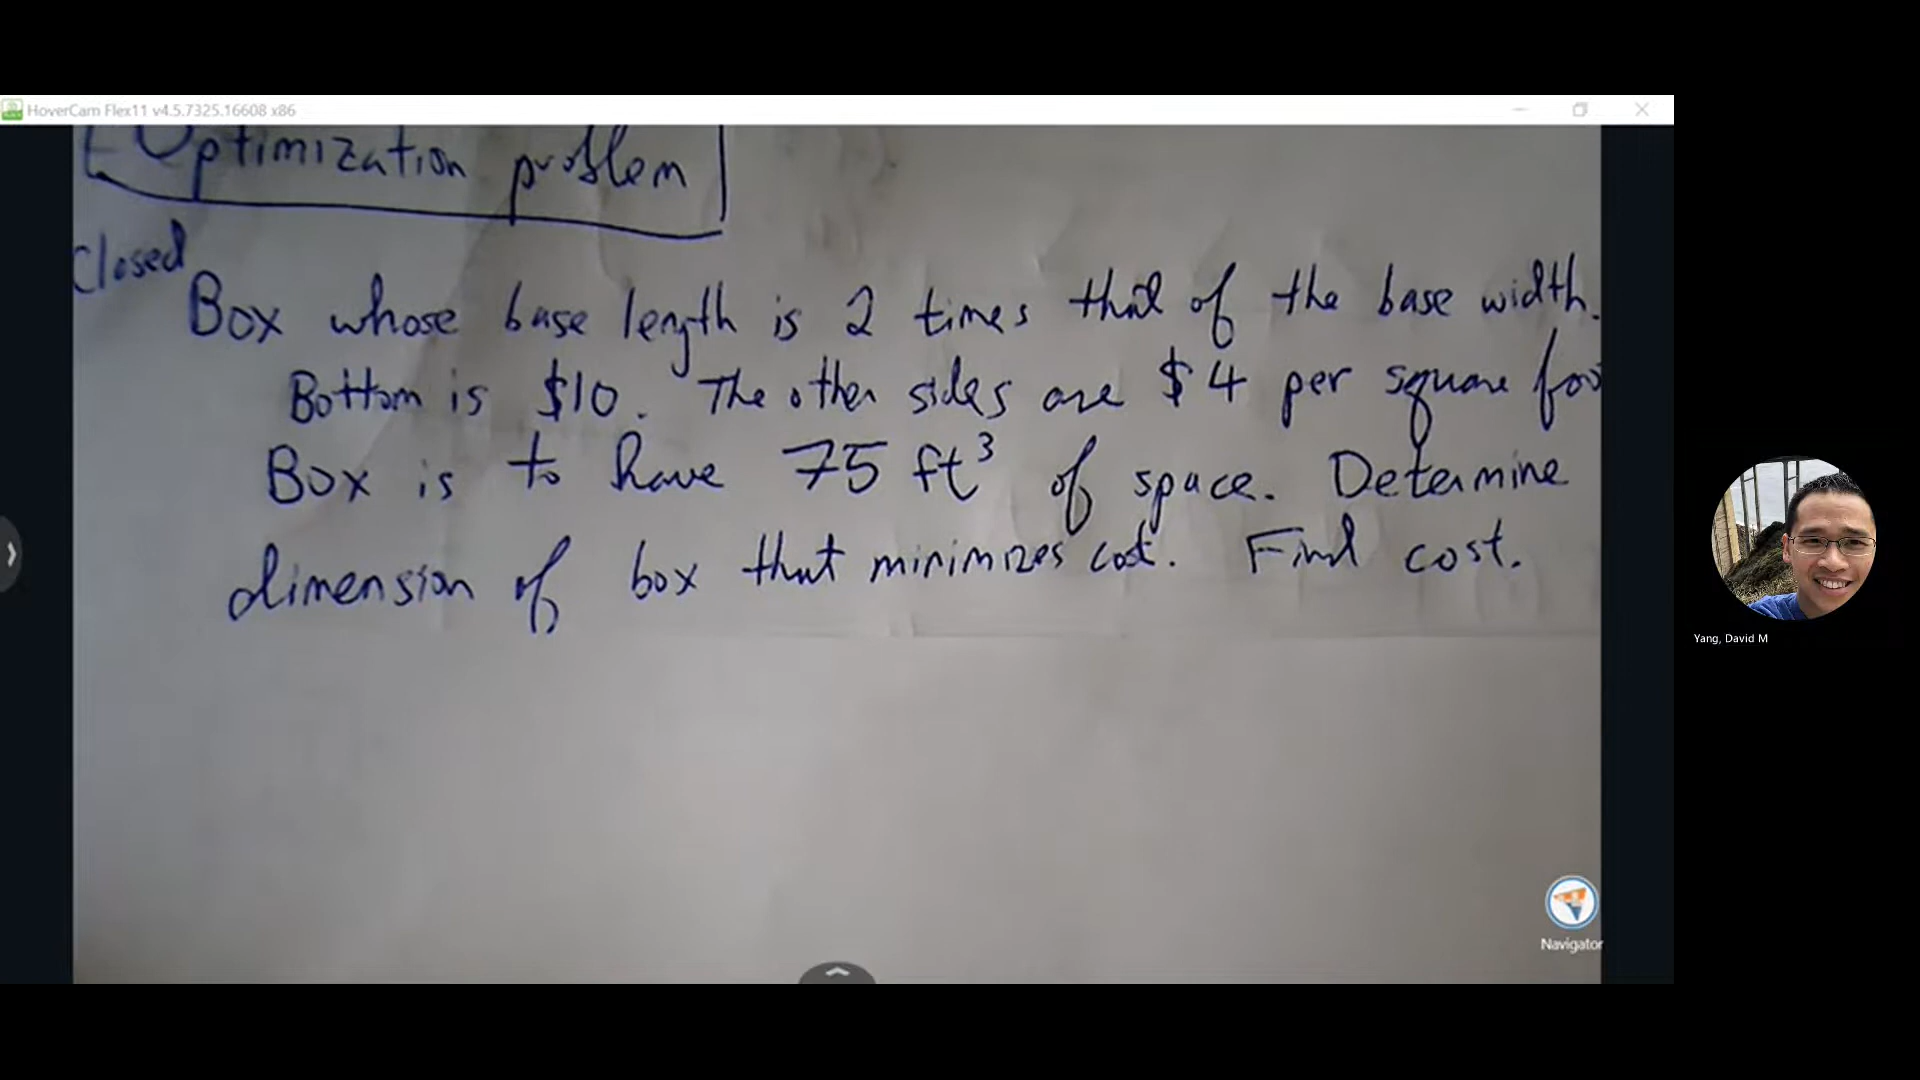 HoverCam Flex11 v4.5.7325.16608 x86
Optimization problem
Closed
Box whose base length is 2 times that of the base width.
Bottom is $10. The other sides are $4 per square foo
Box is to have 75 ft³ of space. Determine
dimension of box that minimizes cost. Find cost.
Yang, David M
Navigator